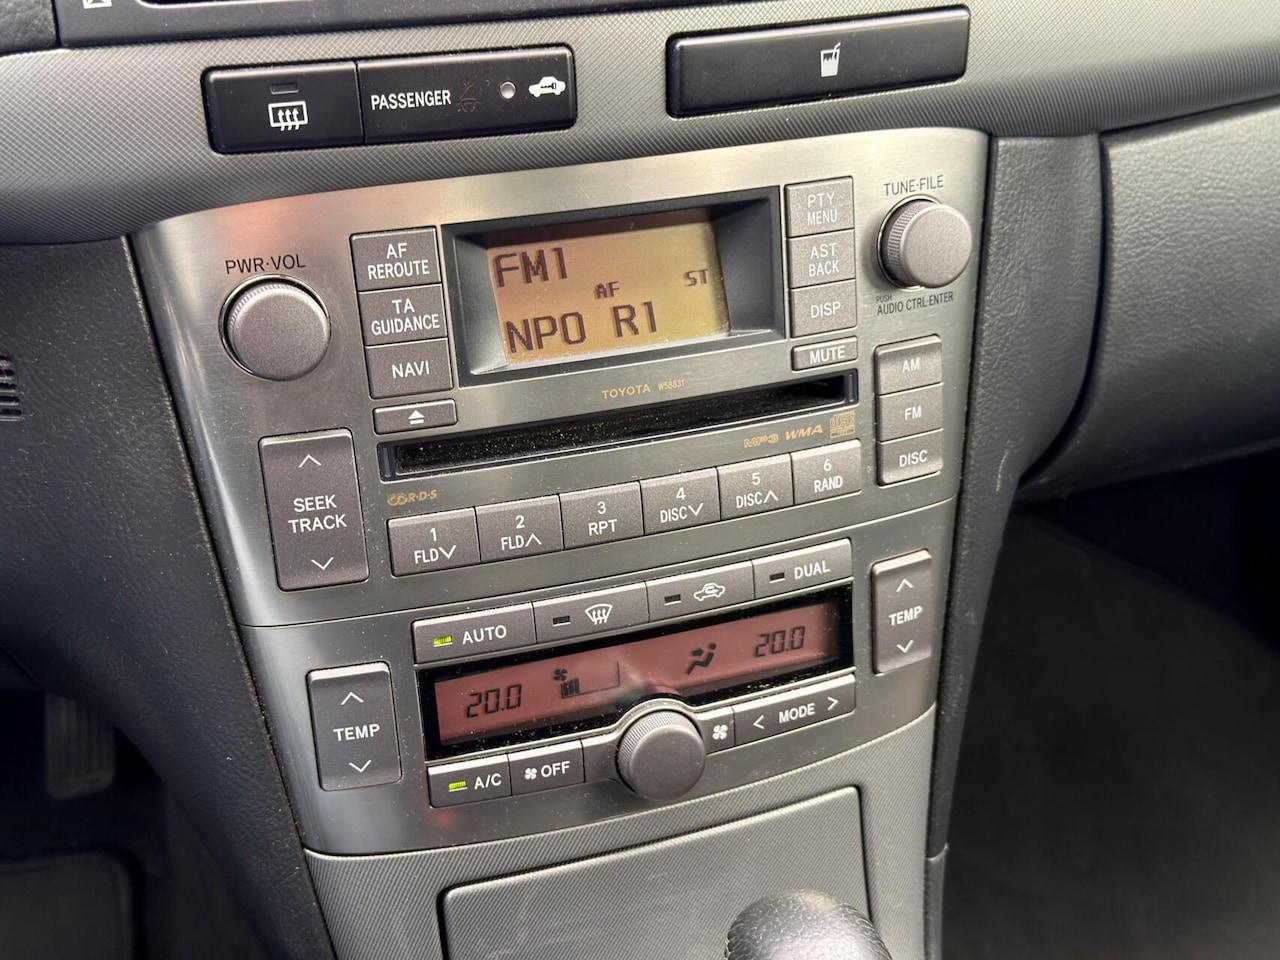 PASSENGER
PWR·VOL
AF
REROUTE
TA
GUIDANCE
NAVI
FM1
AF
ST
NPO R1
PTY
MENU
AST
BACK
DISP
MUTE
TUNE·FILE
PUSH
AUDIO CTRL·ENTER
AM
FM
DISC
TOYOTA W58831
MP3 WMA
R·D·S
SEEK
TRACK
1
FLD
2
FLD
3
RPT
4
DISC
5
DISC
6
RAND
AUTO
DUAL
TEMP
TEMP
20.0
20.0
A/C
OFF
< MODE >